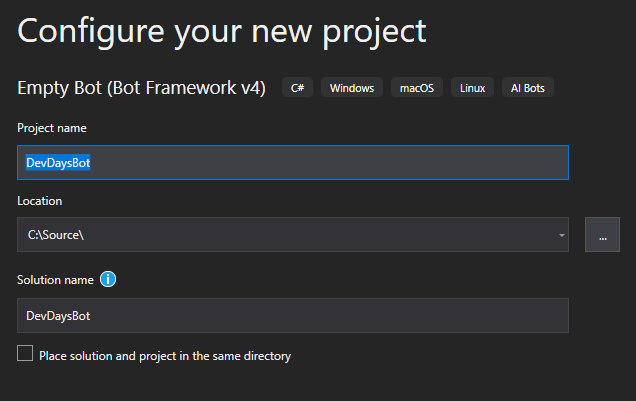 Configure your new project
Empty Bot (Bot Framework v4) C# Windows macOS Linux AI Bots
Project name
DevDaysBot
Location
C:\Source\ ...
Solution name i
DevDaysBot
Place solution and project in the same directory